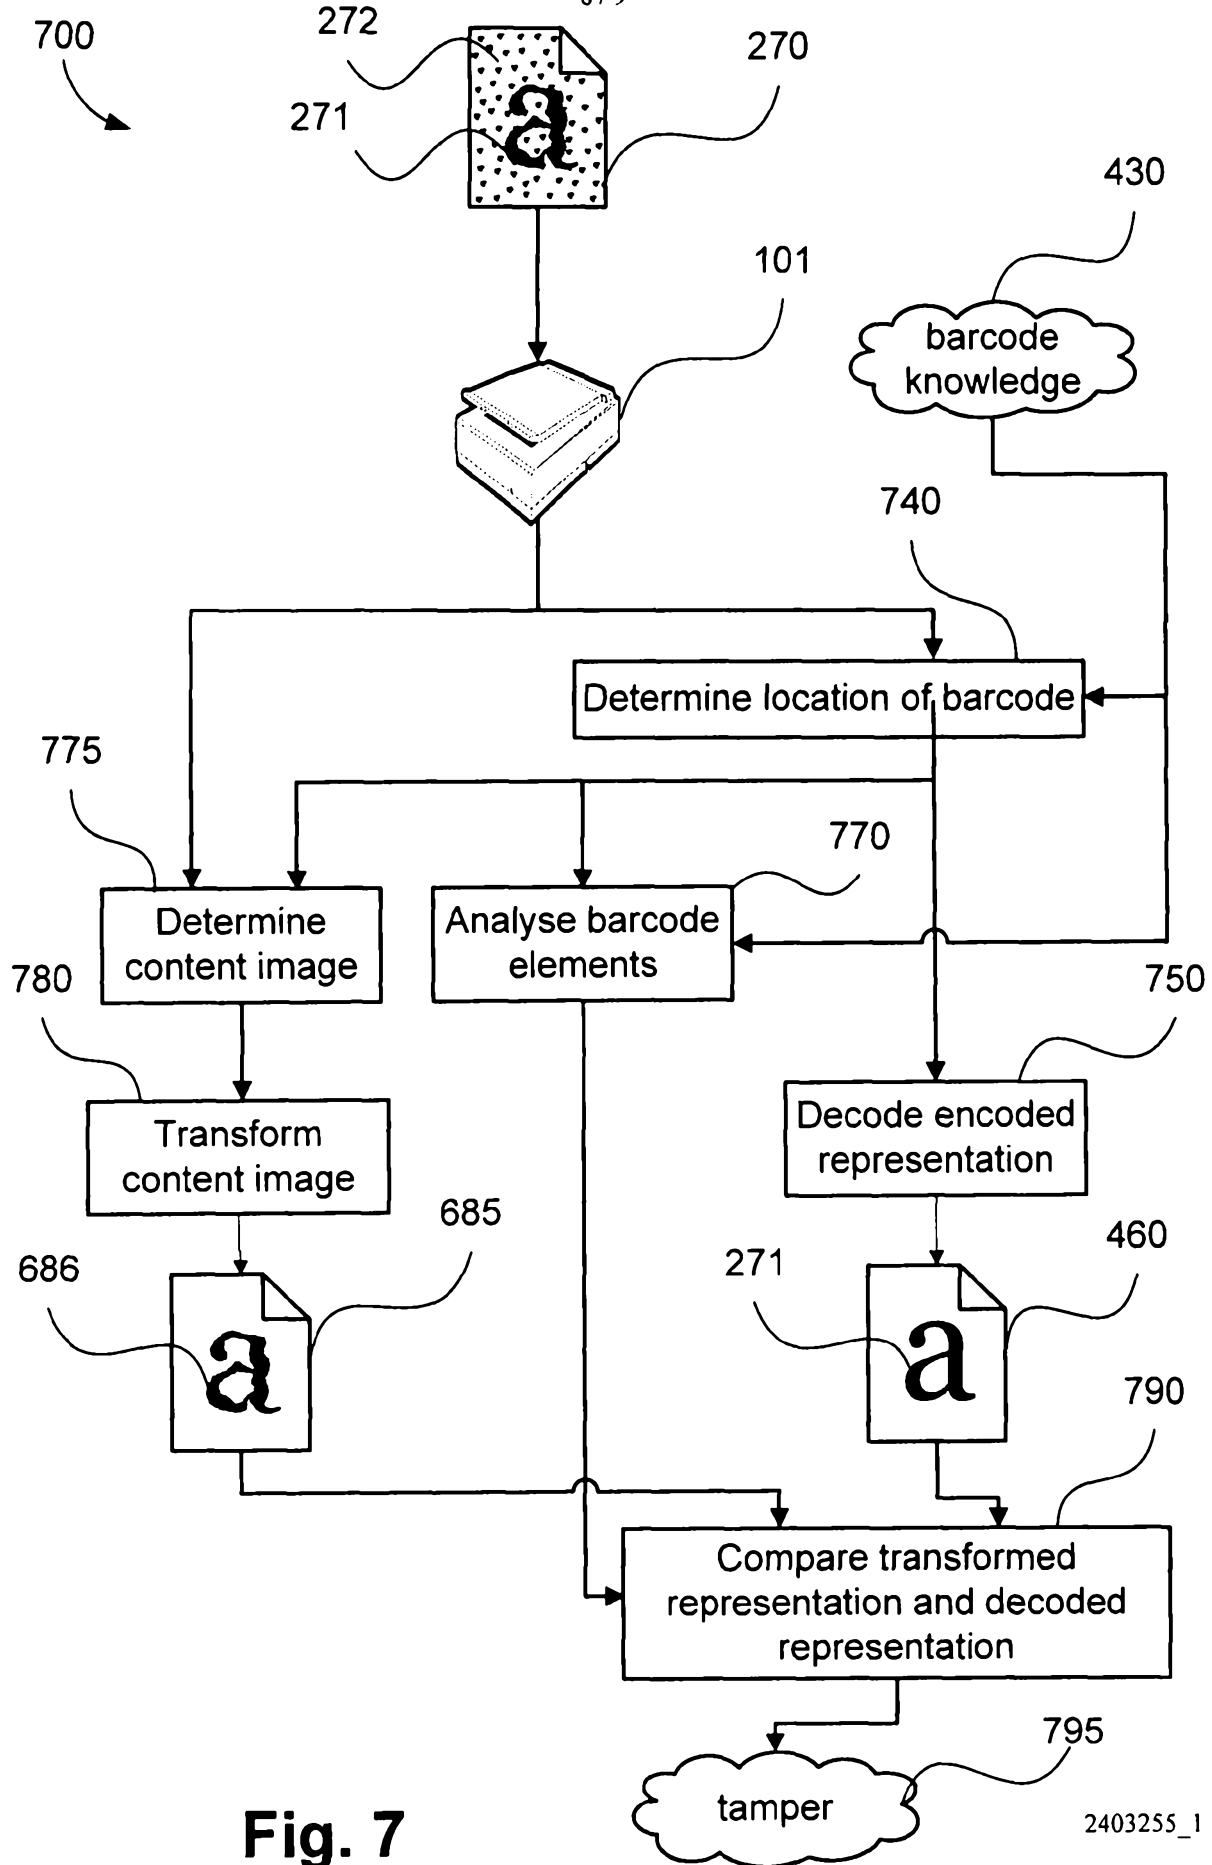 272
700
270
a
271
430
101
barcode
knowledge
740
Determine location of barcode
775
770
Determine
content image
Analyse barcode
elements
780
750
Transform
content image
Decode encoded
representation
685
460
686
271
a
a
790
Compare transformed
representation and decoded
representation
795
tamper
Fig. 7
2403255_1